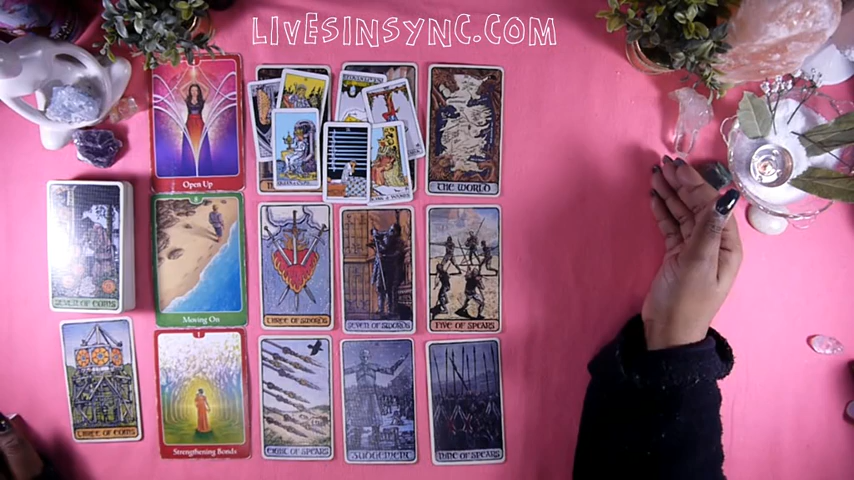 LIVESINSYNC.COM
Open Up
THE WORLD
SEVEN OF COINS
Moving On
THREE OF SWORDS
SEVEN OF SWORDS
FIVE OF SPEARS
THREE OF COINS
Strengthening Bonds
EIGHT OF SPEARS
JUDGEMENT
NINE OF SPEARS